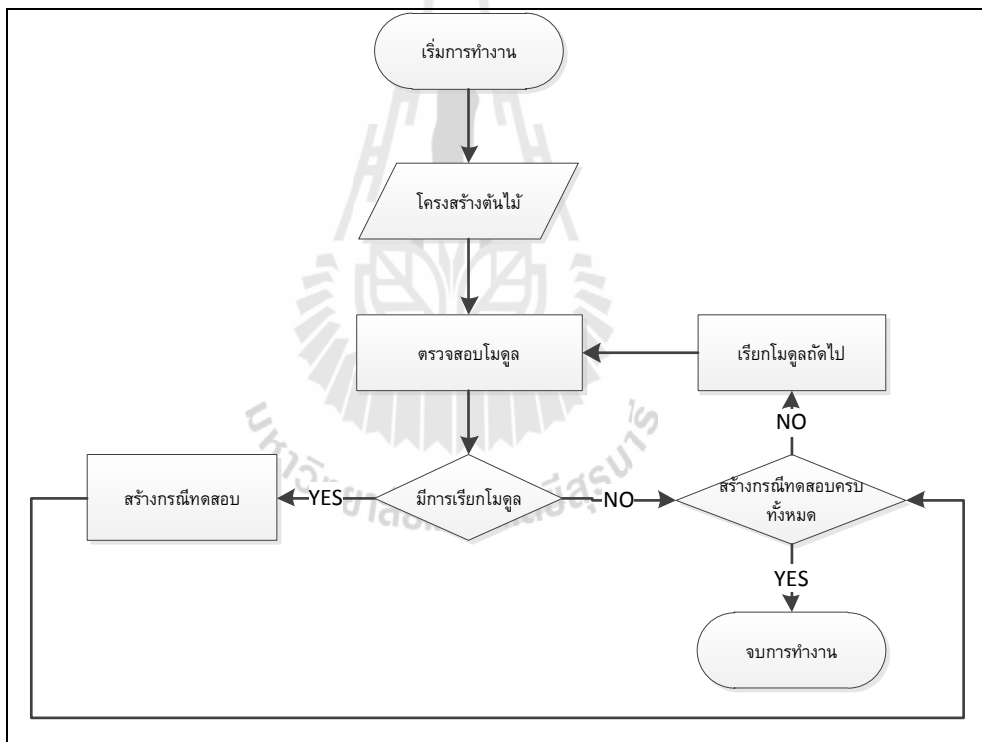 เริ่มการทำงาน
โครงสร้างต้นไม้
ตรวจสอบโมดูล
เรียกโมดูลถัดไป
NO
สร้างกรณีทดสอบ
YES
มีการเรียกโมดูล
NO
สร้างกรณีทดสอบครบ
ทั้งหมด
YES
จบการทำงาน